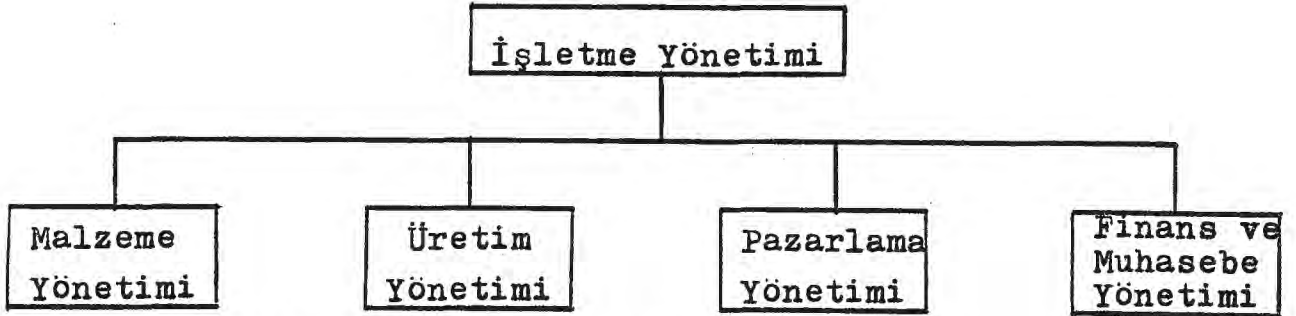 İşletme Yönetimi
Malzeme
Yönetimi
Üretim
Yönetimi
Pazarlama
Yönetimi
Finans ve
Muhasebe
Yönetimi